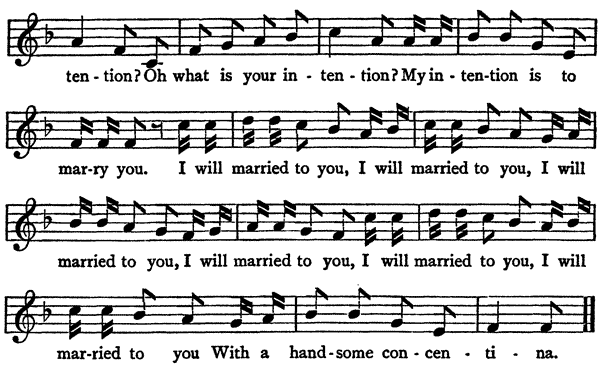 ten - tion? Oh what is your in - ten - tion? My in - ten-tion is to
mar-ry you. I will married to you, I will married to you, I will
married to you, I will married to you, I will married to you, I will
mar-ried to you With a hand-some con-cen - ti - na.